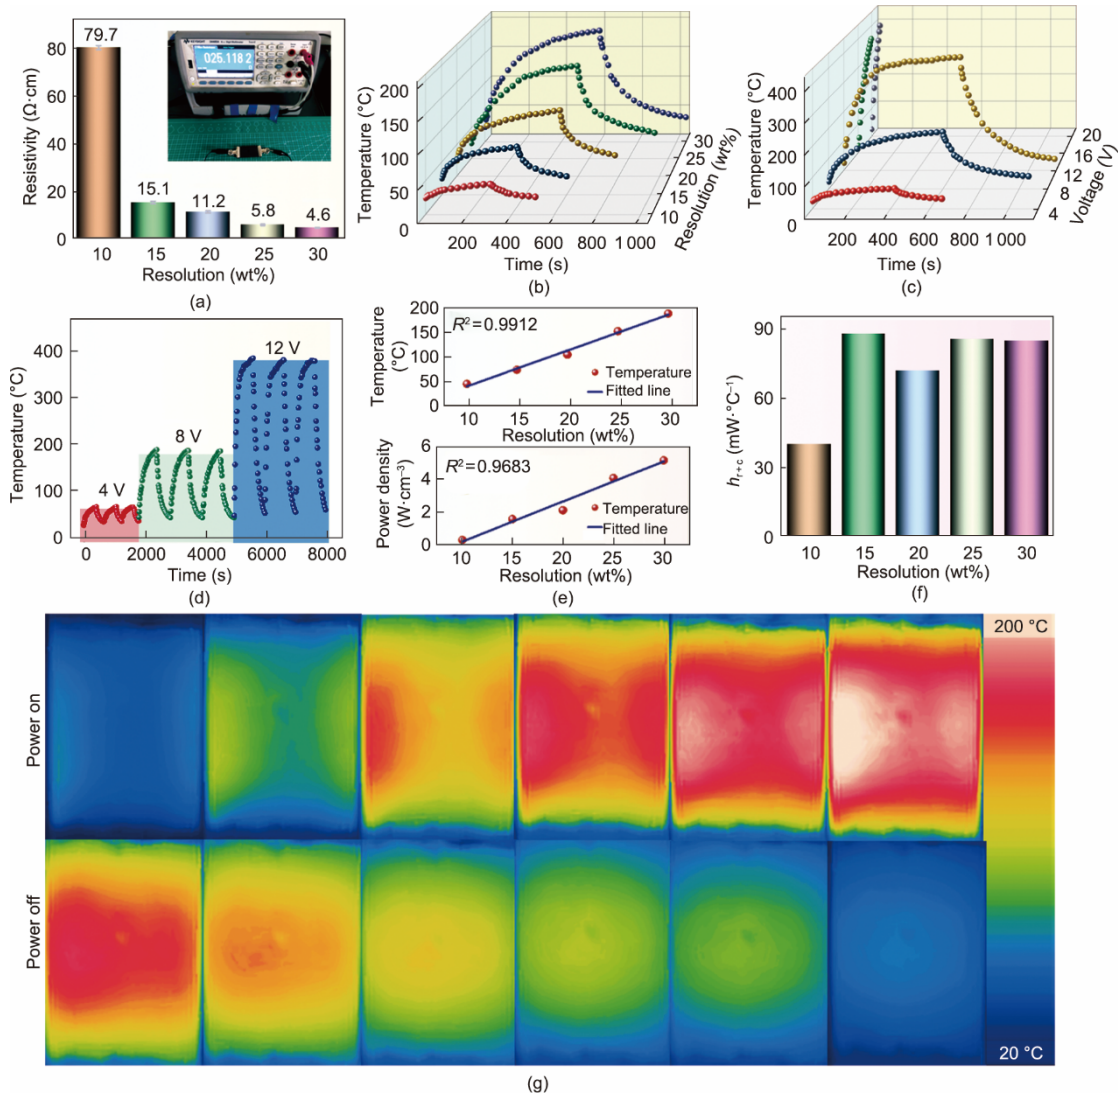 80
60
40
20
0
Resistivity (Ω·cm)
79.7
15.1
11.2
5.8
4.6
025.118 2
10
15
20
25
30
Resolution (wt%)
(a)
200
150
100
50
0
Temperature (°C)
200
400
600
800
1 000
Time (s)
10
15
20
25
30
Resolution (wt%)
(b)
400
300
200
100
0
Temperature (°C)
200
400
600
800
1 000
Time (s)
4
8
12
16
20
Voltage (V)
(c)
400
300
200
100
0
Temperature (°C)
4 V
8 V
12 V
0
2000
4000
6000
8000
Time (s)
(d)
200
150
100
50
0
Temperature
(°C)
R² = 0.9912
Temperature
Fitted line
10
15
20
25
30
Resolution (wt%)
6
4
2
0
Power density
(W·cm⁻³)
R² = 0.9683
Temperature
Fitted line
10
15
20
25
30
Resolution (wt%)
(e)
90
60
30
0
hr+c (mW·°C⁻¹)
10
15
20
25
30
Resolution (wt%)
(f)
Power on
Power off
200 °C
20 °C
(g)